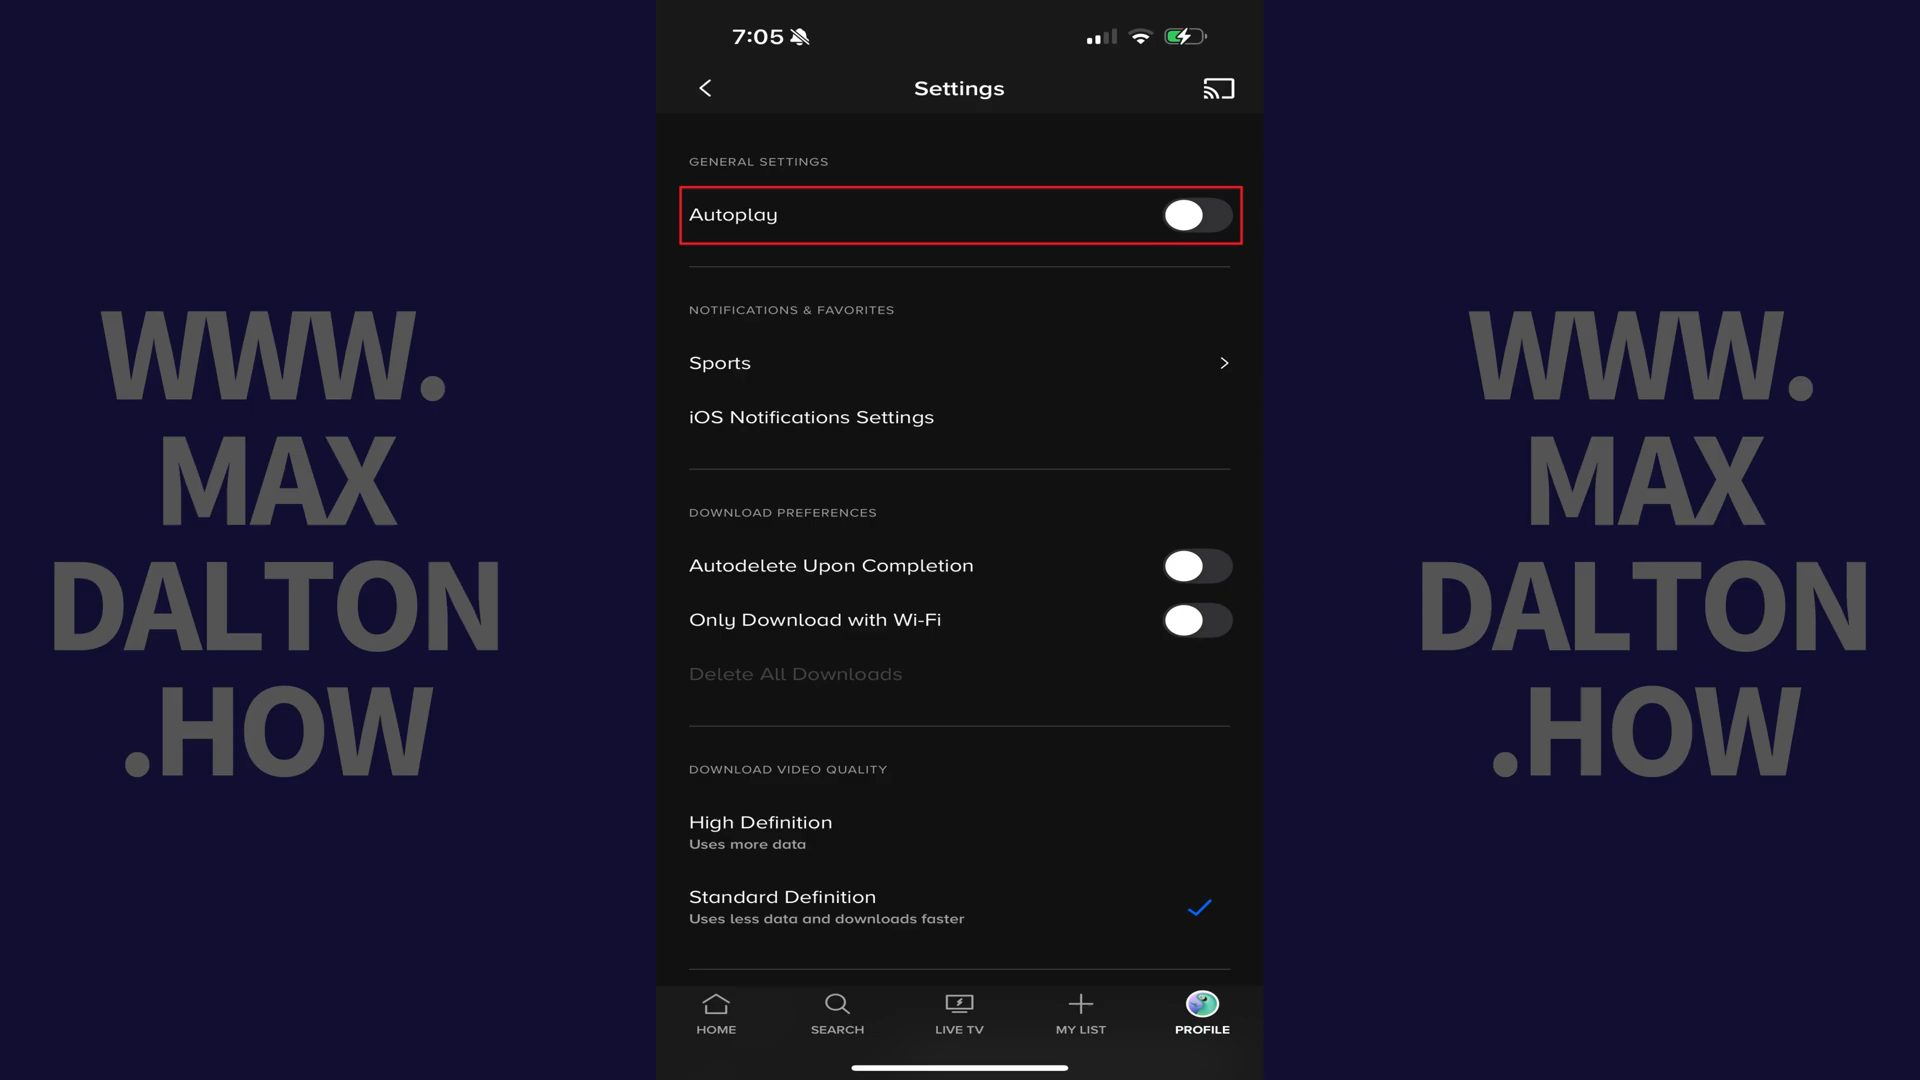 7:05
Settings
GENERAL SETTINGS
Autoplay
NOTIFICATIONS & FAVORITES
Sports
iOS Notifications Settings
DOWNLOAD PREFERENCES
Autodelete Upon Completion
Only Download with Wi-Fi
Delete All Downloads
DOWNLOAD VIDEO QUALITY
High Definition
Uses more data
Standard Definition
Uses less data and downloads faster
HOME
SEARCH
LIVE TV
MY LIST
PROFILE
WWW.
MAX
DALTON
.HOW
WWW.
MAX
DALTON
.HOW